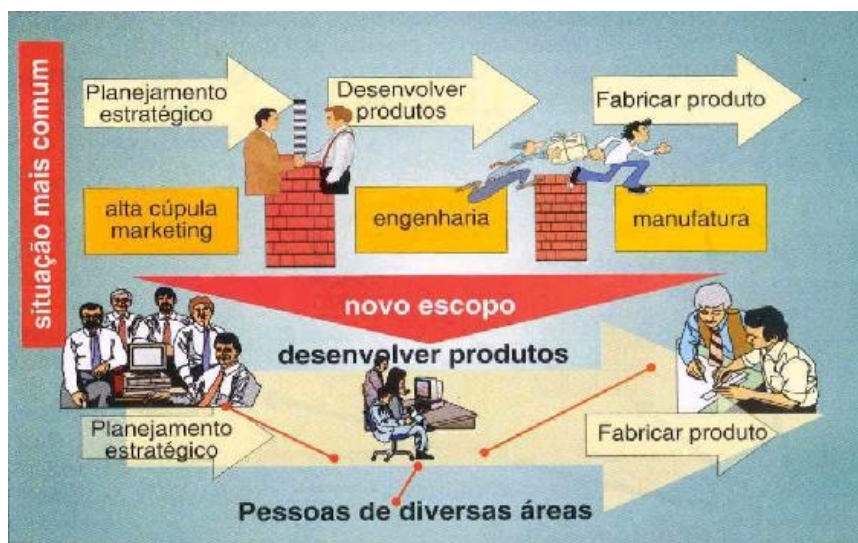 situação mais comum
Planejamento
estratégico
Desenvolver
produtos
Fabricar produto
alta cúpula
marketing
engenharia
manufatura
novo escopo
desenvolver produtos
Planejamento
estratégico
Fabricar produto
Pessoas de diversas áreas